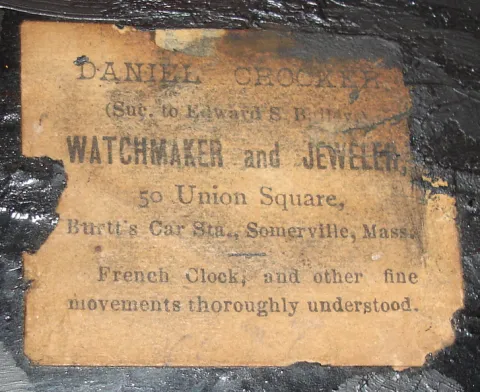 DANIEL CROCKER
(Suc. to Edward S.
WATCHMAKER and JEWELER,
50 Union Square,
Burtt's Car Sta., Somerville, Mass.
French Clock, and other fine
movements thoroughly understood.